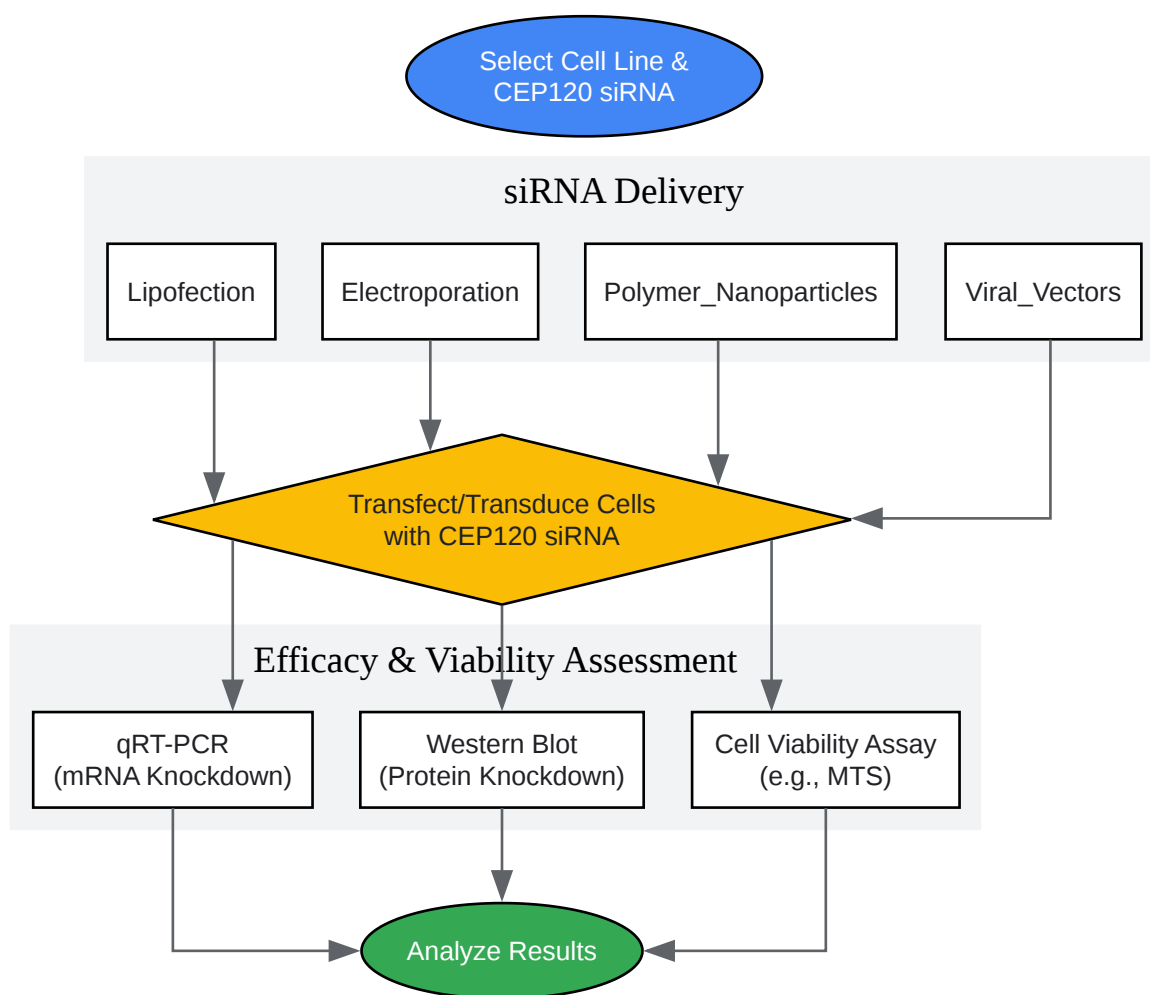 Select Cell Line &
CEP120 siRNA
siRNA Delivery
Lipofection
Electroporation
Polymer_Nanoparticles
Viral_Vectors
Transfect/Transduce Cells
with CEP120 siRNA
Efficacy & Viability Assessment
qRT-PCR
(mRNA Knockdown)
Western Blot
(Protein Knockdown)
Cell Viability Assay
(e.g., MTS)
Analyze Results